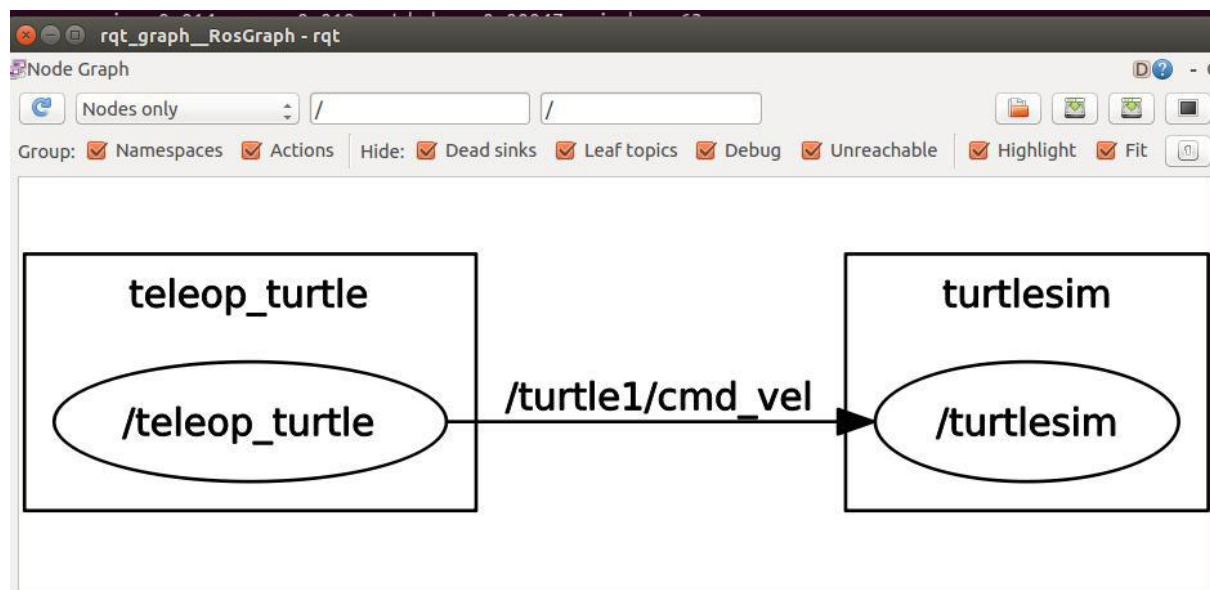 rqt_graph__RosGraph - rqt
Node Graph
D ? -
Nodes only / /
Group: Namespaces Actions Hide: Dead sinks Leaf topics Debug Unreachable Highlight Fit
teleop_turtle
turtlesim
/teleop_turtle
/turtle1/cmd_vel
/turtlesim